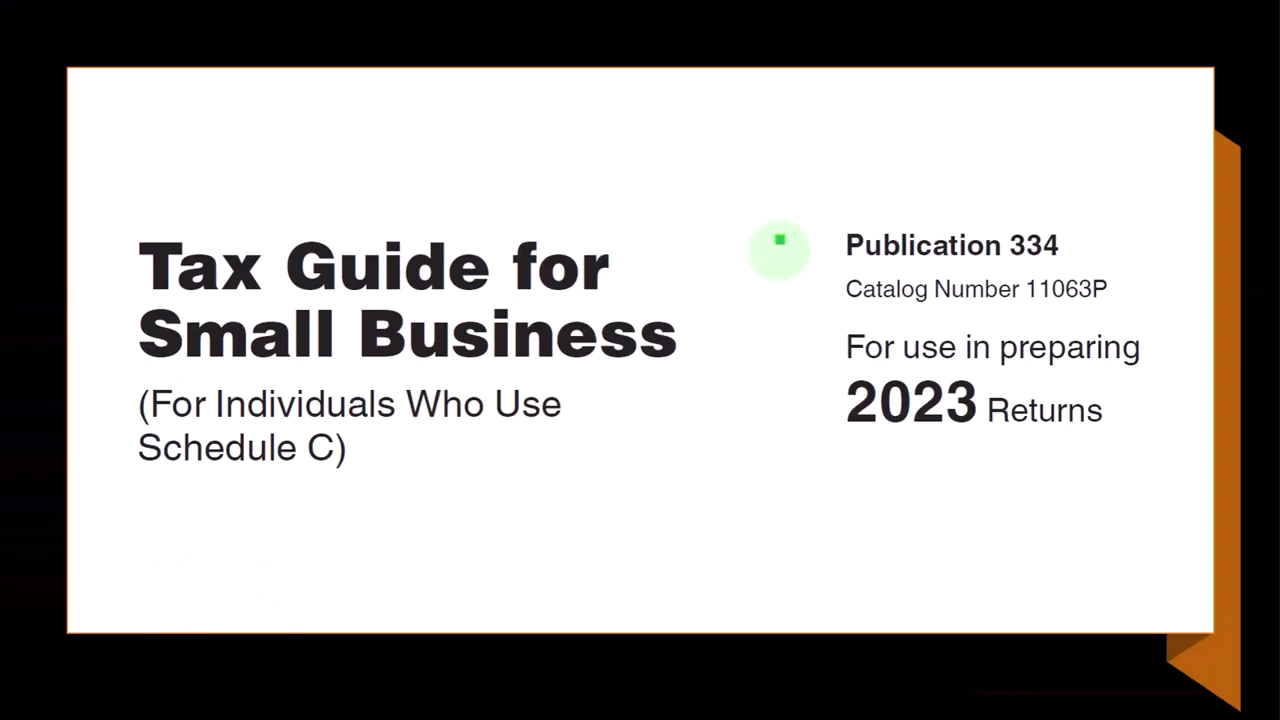 Tax Guide for
Small Business
(For Individuals Who Use
Schedule C)
Publication 334
Catalog Number 11063P
For use in preparing
2023 Returns